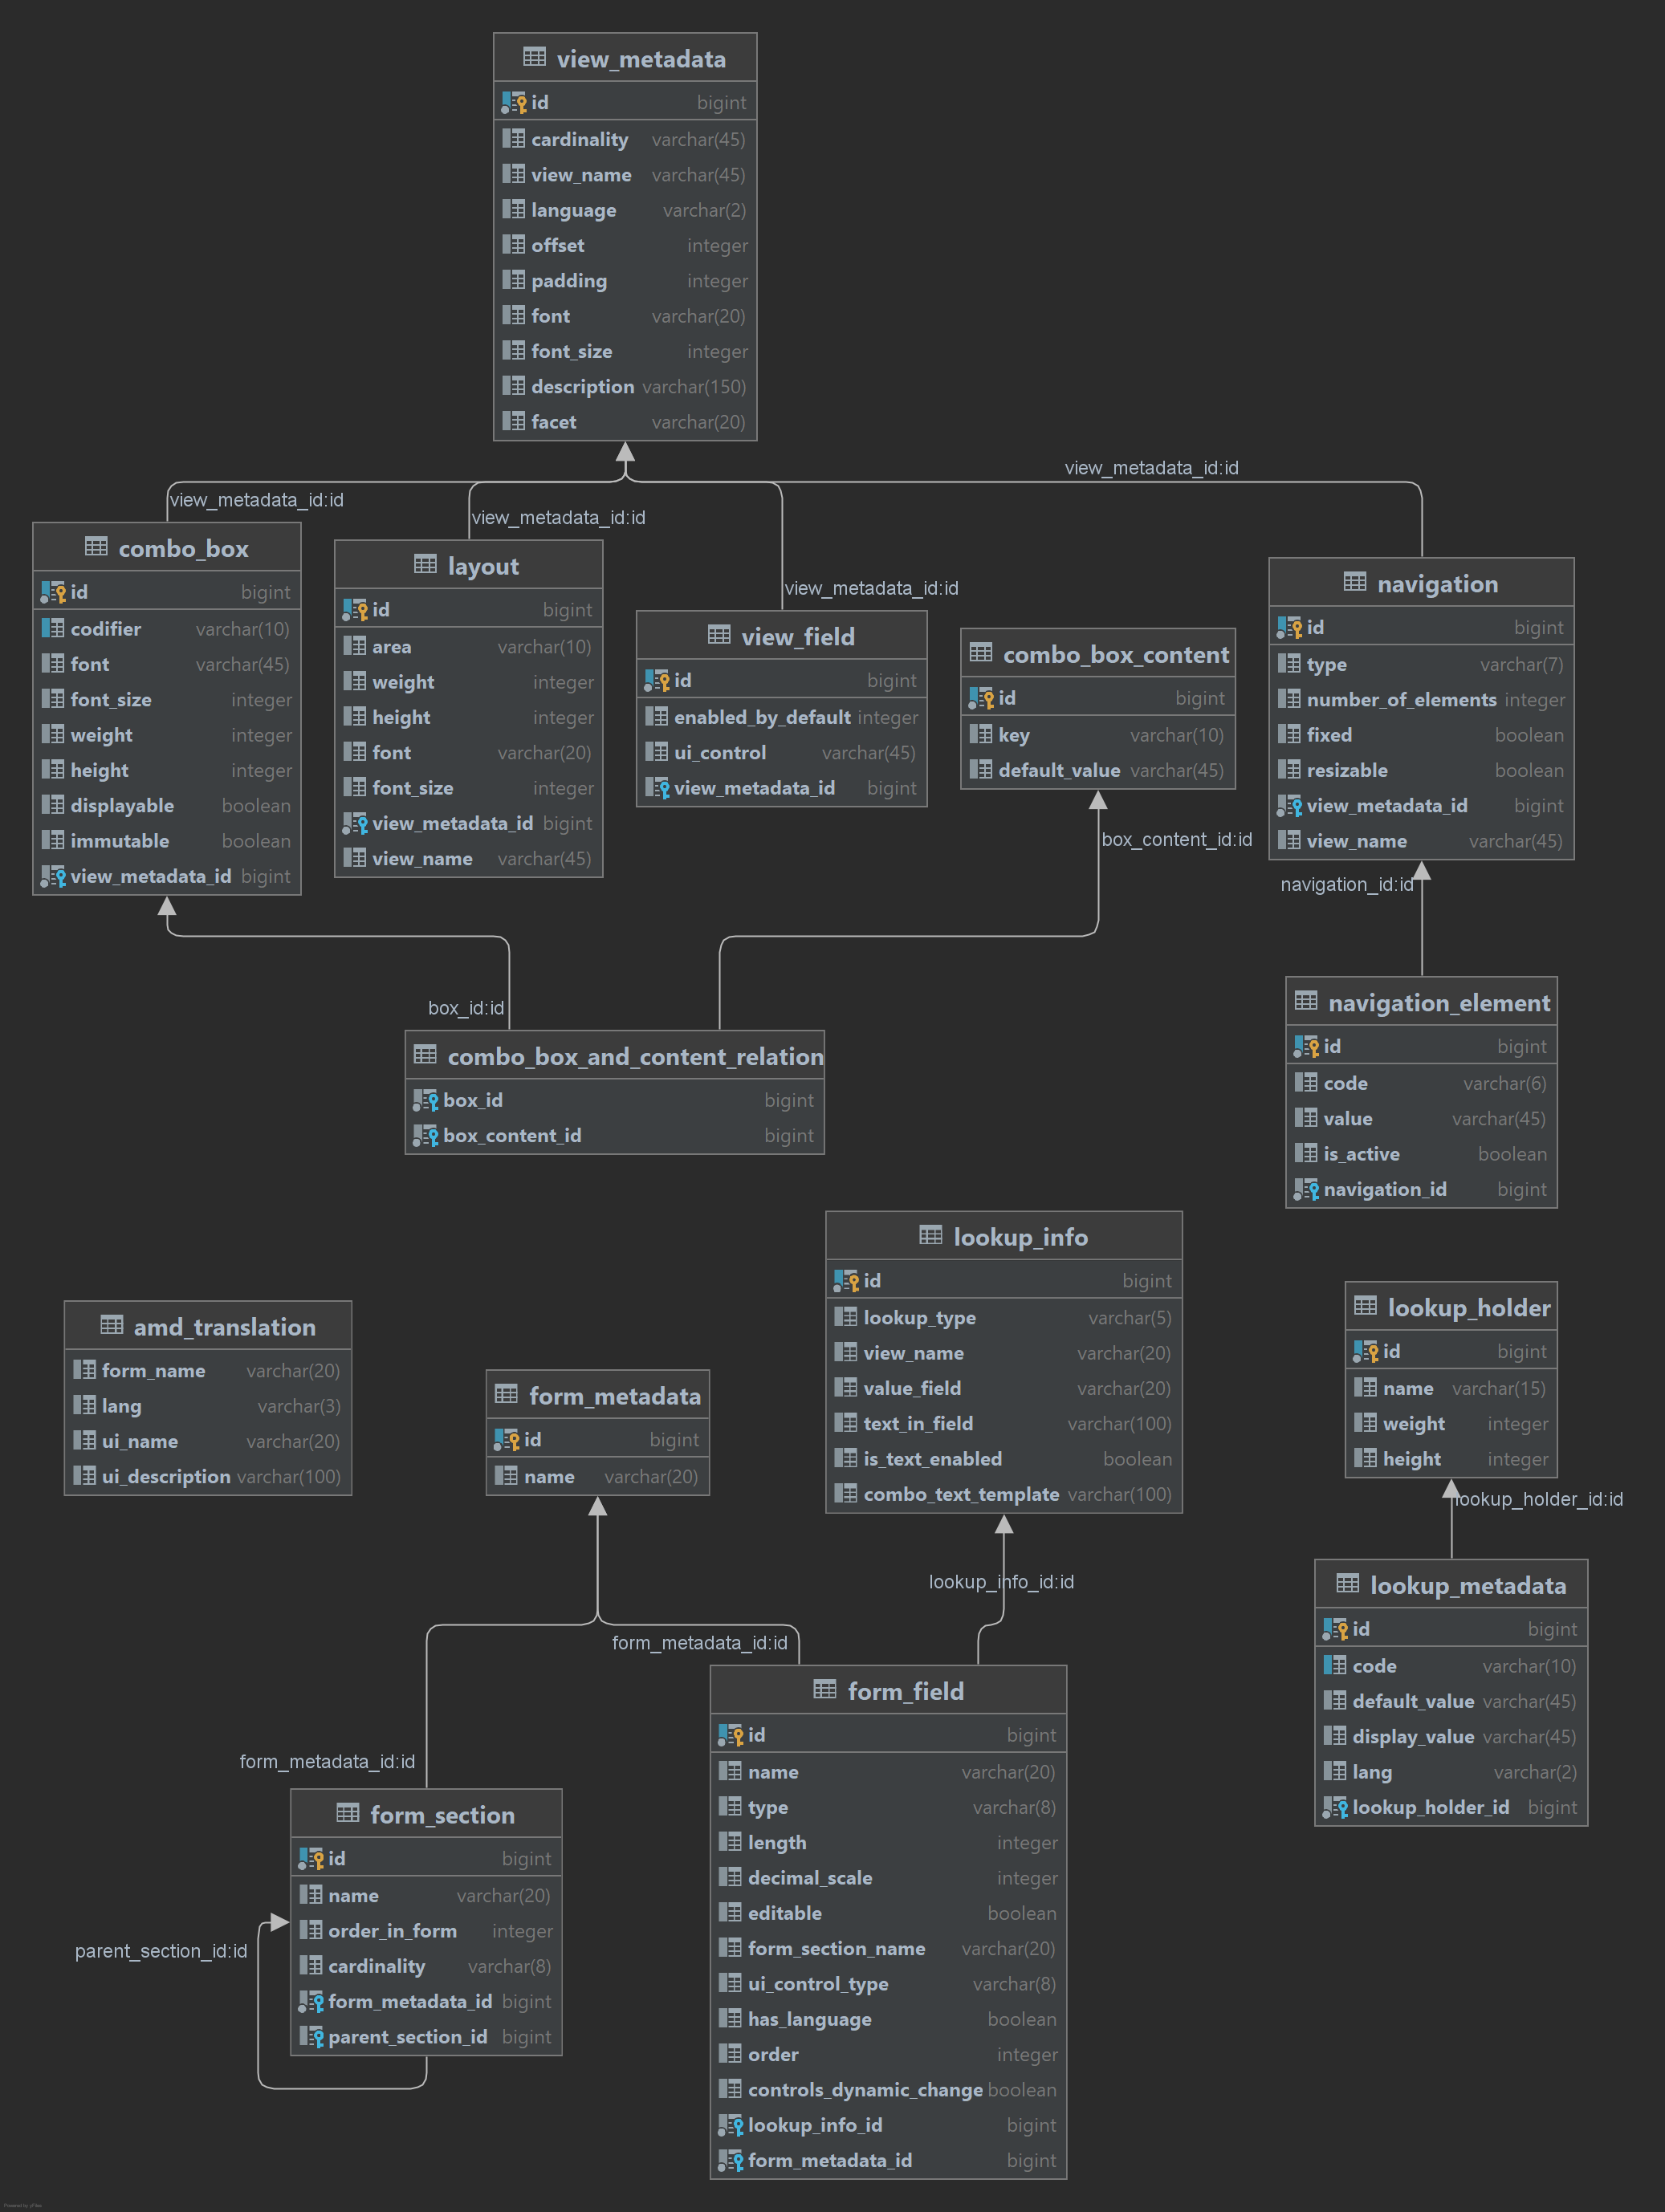 view_metadata
id bigint
cardinality varchar(45)
view_name varchar(45)
language varchar(2)
offset integer
padding integer
font varchar(20)
font_size integer
description varchar(150)
facet varchar(20)
view_metadata_id:id
view_metadata_id:id
view_metadata_id:id
view_metadata_id:id
combo_box
id bigint
codifier varchar(10)
font varchar(45)
font_size integer
weight integer
height integer
displayable boolean
immutable boolean
view_metadata_id bigint
layout
id bigint
area varchar(10)
weight integer
height integer
font varchar(20)
font_size integer
view_metadata_id bigint
view_name varchar(45)
view_field
id bigint
enabled_by_default integer
ui_control varchar(45)
view_metadata_id bigint
combo_box_content
id bigint
key varchar(10)
default_value varchar(45)
navigation
id bigint
type varchar(7)
number_of_elements integer
fixed boolean
resizable boolean
view_metadata_id bigint
view_name varchar(45)
box_content_id:id
navigation_id:id
box_id:id
combo_box_and_content_relation
box_id bigint
box_content_id bigint
navigation_element
id bigint
code varchar(6)
value varchar(45)
is_active boolean
navigation_id bigint
lookup_info
id bigint
lookup_type varchar(5)
view_name varchar(20)
value_field varchar(20)
text_in_field varchar(100)
is_text_enabled boolean
combo_text_template varchar(100)
lookup_holder
id bigint
name varchar(15)
weight integer
height integer
amd_translation
form_name varchar(20)
lang varchar(3)
ui_name varchar(20)
ui_description varchar(100)
form_metadata
id bigint
name varchar(20)
lookup_holder_id:id
lookup_info_id:id
form_metadata_id:id
form_metadata_id:id
lookup_metadata
id bigint
code varchar(10)
default_value varchar(45)
display_value varchar(45)
lang varchar(2)
lookup_holder_id bigint
form_field
id bigint
name varchar(20)
type varchar(8)
length integer
decimal_scale integer
editable boolean
form_section_name varchar(20)
ui_control_type varchar(8)
has_language boolean
order integer
controls_dynamic_change boolean
lookup_info_id bigint
form_metadata_id bigint
form_section
id bigint
name varchar(20)
order_in_form integer
cardinality varchar(8)
form_metadata_id bigint
parent_section_id bigint
parent_section_id:id
Powered by yFiles